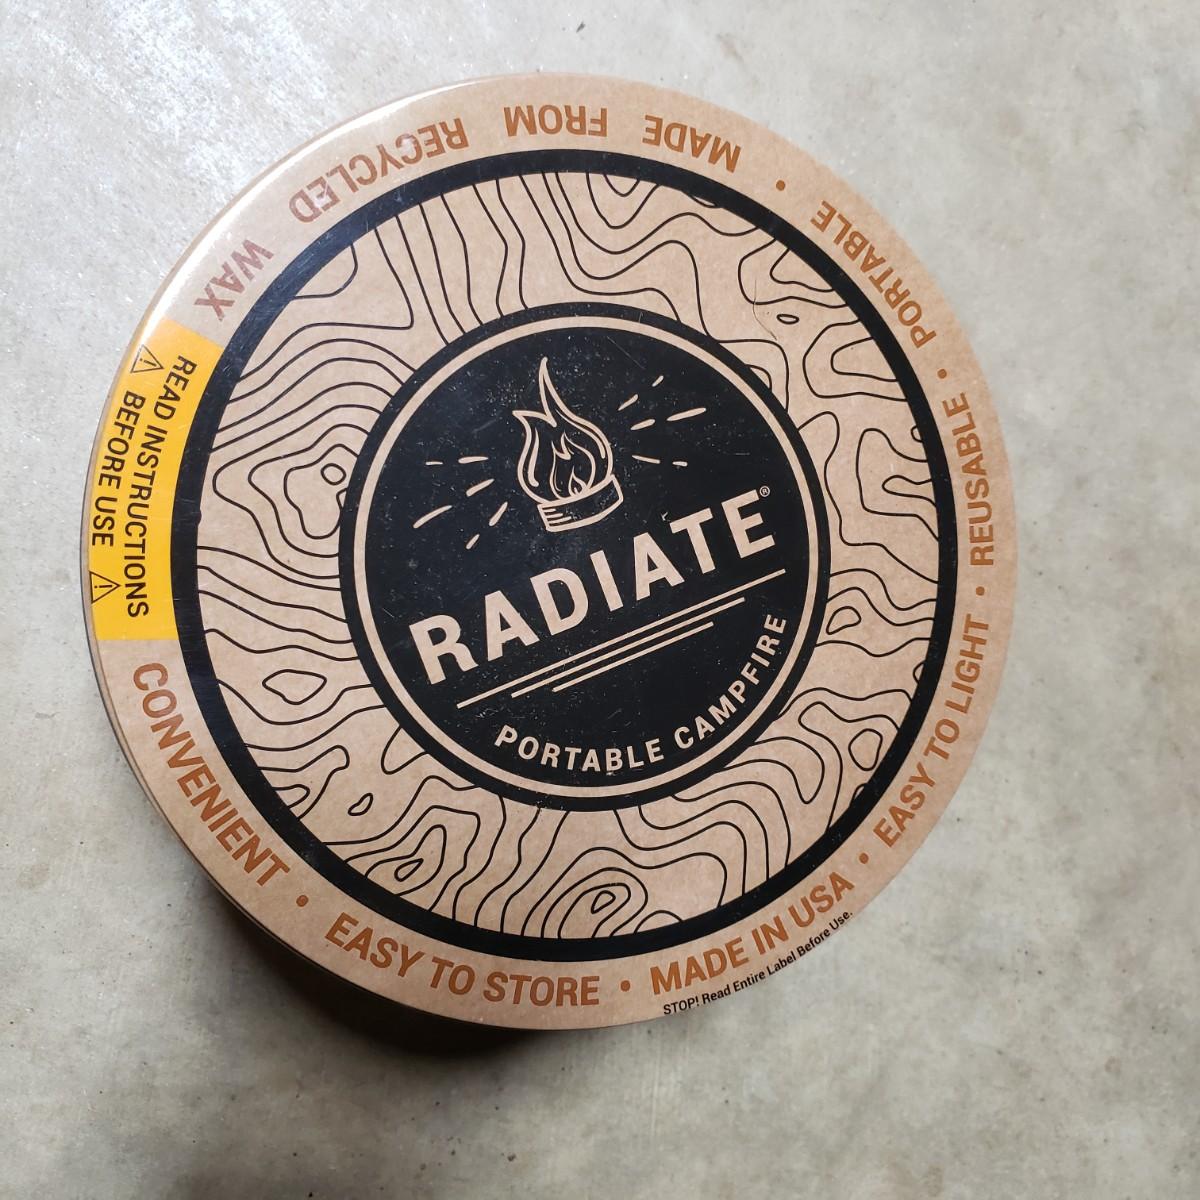 RADIATE®
PORTABLE CAMPFIRE
MADE FROM RECYCLED WAX
⚠ READ INSTRUCTIONS
BEFORE USE ⚠
CONVENIENT • EASY TO STORE • MADE IN USA • EASY TO LIGHT • REUSABLE • PORTABLE •
STOP! Read Entire Label Before Use.